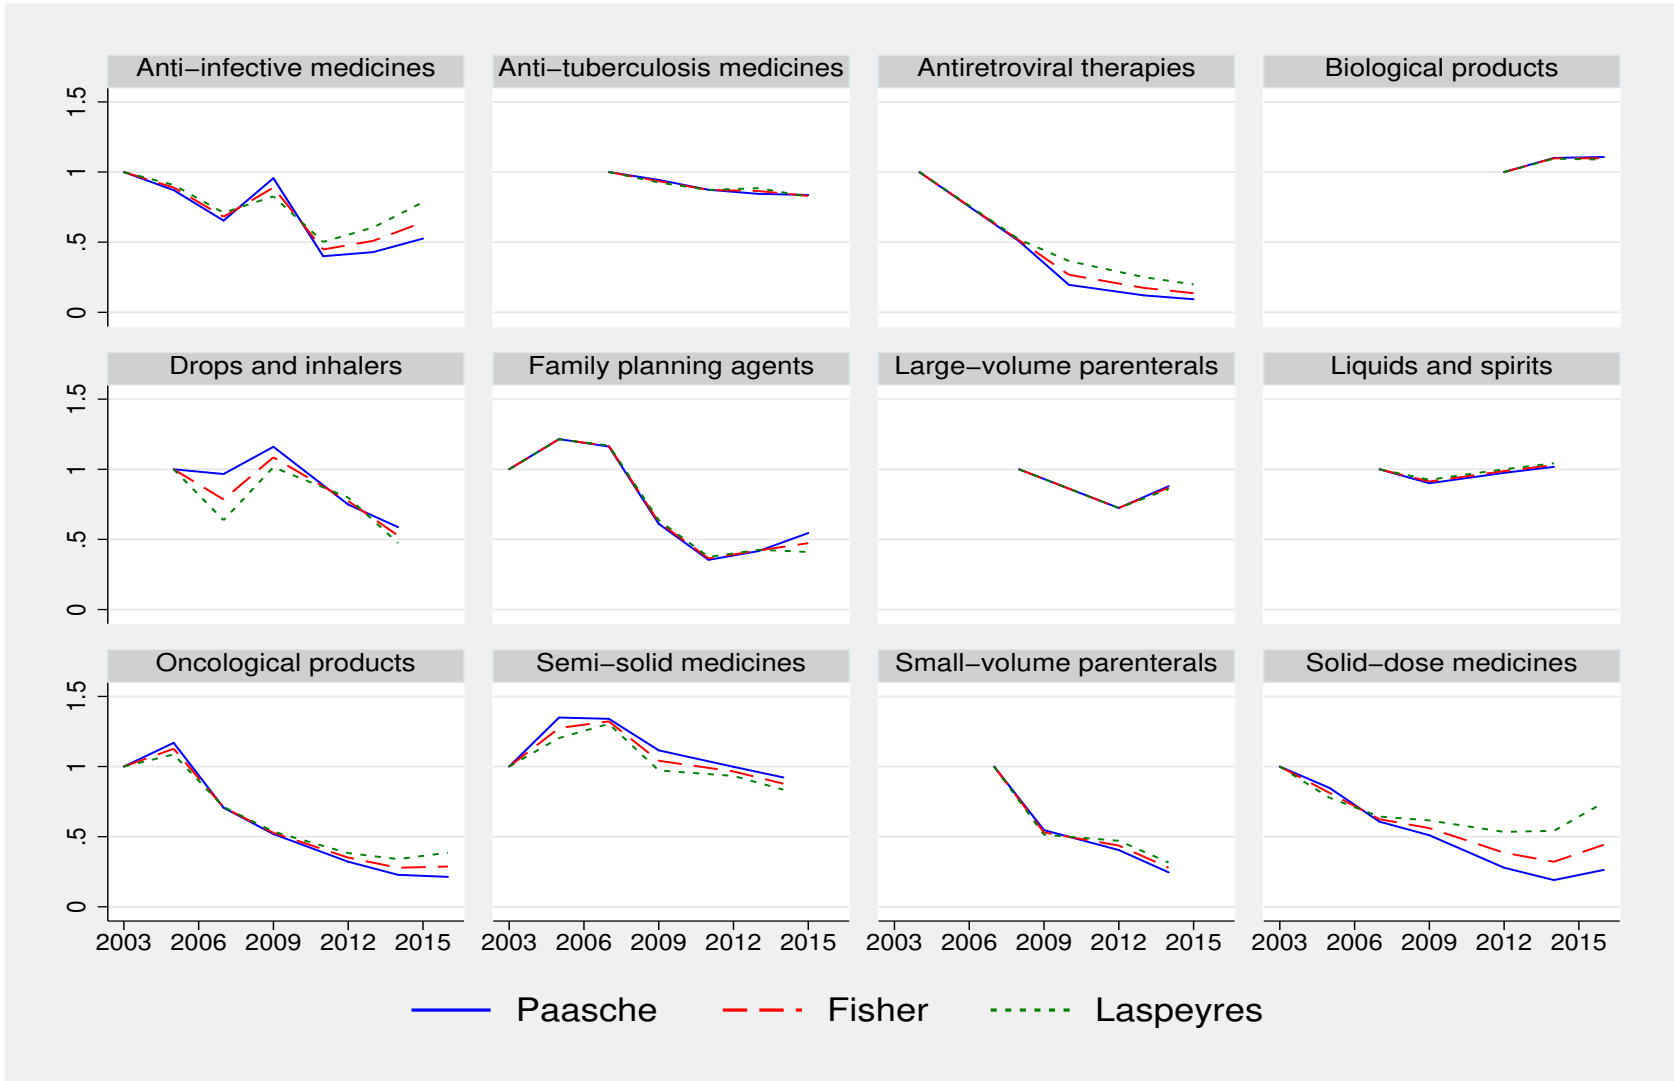 Anti−infective medicines
Anti−tuberculosis medicines
Antiretroviral therapies
Biological products
1.5
1
.5
0
Drops and inhalers
Family planning agents
Large−volume parenterals
Liquids and spirits
1.5
1
.5
0
Oncological products
Semi−solid medicines
Small−volume parenterals
Solid−dose medicines
1.5
1
.5
0
2003 2006 2009 2012 2015
2003 2006 2009 2012 2015
2003 2006 2009 2012 2015
2003 2006 2009 2012 2015
Paasche
Fisher
Laspeyres